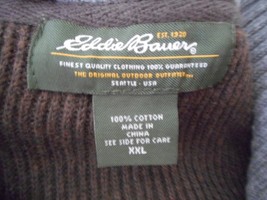 Eddie Bauer
EST. 1920
FINEST QUALITY CLOTHING 100% GUARANTEED
THE ORIGINAL OUTDOOR OUTFITTER
SEATTLE - USA
100% COTTON
MADE IN
CHINA
SEE SIDE FOR CARE
XXL